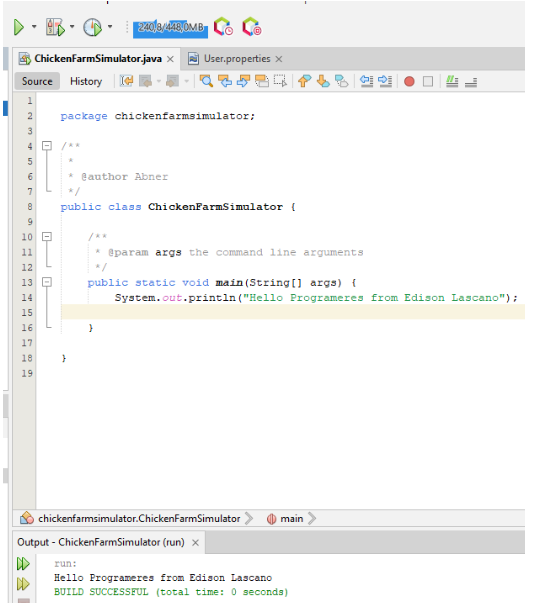 240,8/448,0MB
ChickenFarmSimulator.java × User.properties ×
Source History
1
2 package chickenfarmsimulator;
3
4 /**
5 *
6 * @author Abner
7 */
8 public class ChickenFarmSimulator {
9
10 /**
11 * @param args the command line arguments
12 */
13 public static void main(String[] args) {
14 System.out.println("Hello Programeres from Edison Lascano");
15
16 }
17
18 }
19
chickenfarmsimulator.ChickenFarmSimulator main
Output - ChickenFarmSimulator (run) ×
run:
Hello Programeres from Edison Lascano
BUILD SUCCESSFUL (total time: 0 seconds)